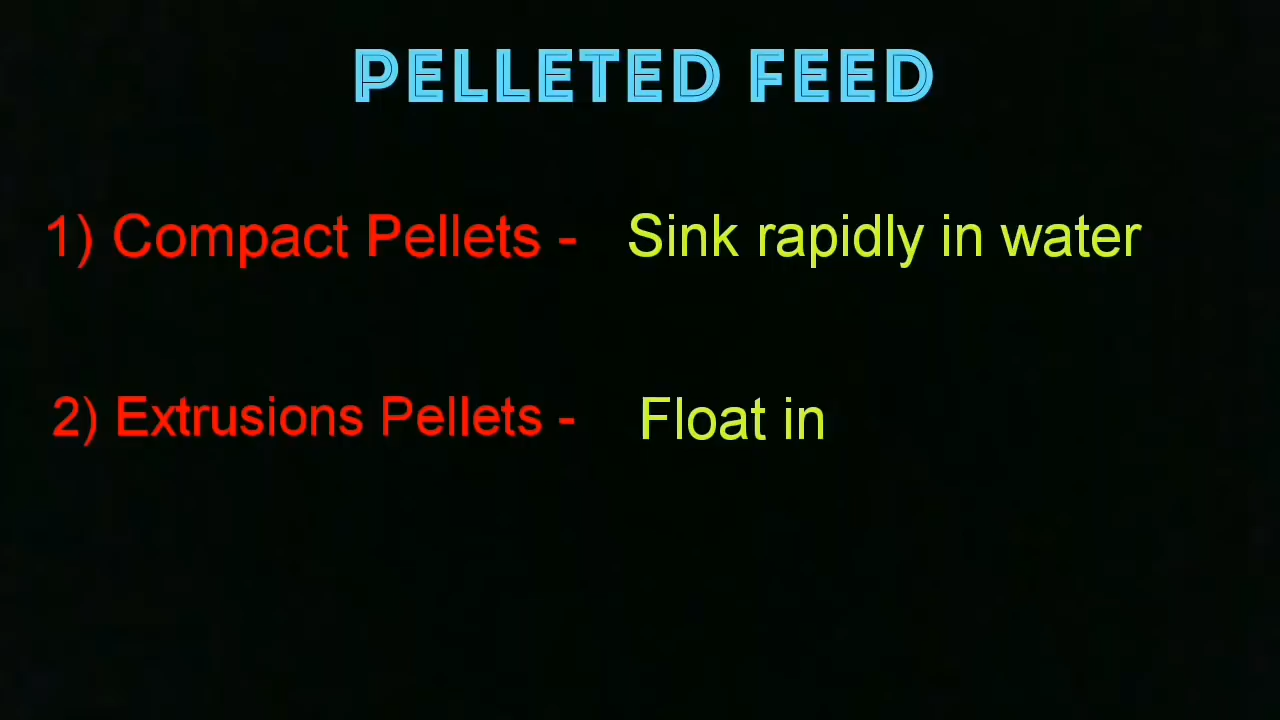 PELLETED FEED
1) Compact Pellets - Sink rapidly in water
2) Extrusions Pellets - Float in